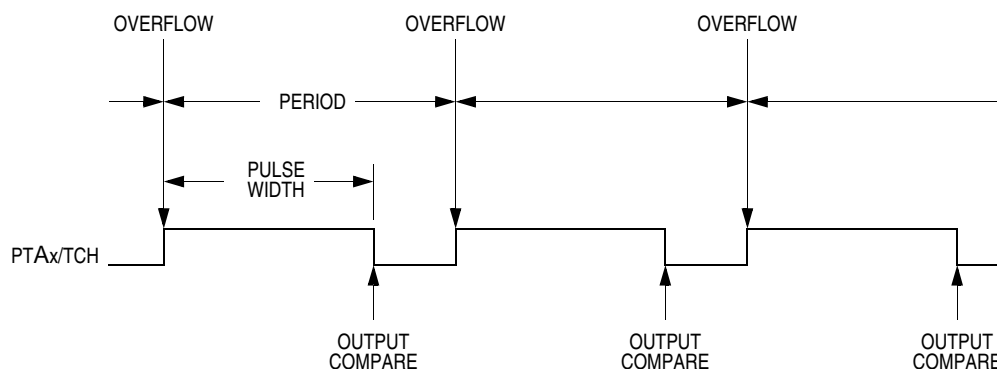 OVERFLOW
OVERFLOW
OVERFLOW
PERIOD
PULSE
WIDTH
PTAx/TCH
OUTPUT
COMPARE
OUTPUT
COMPARE
OUTPUT
COMPARE